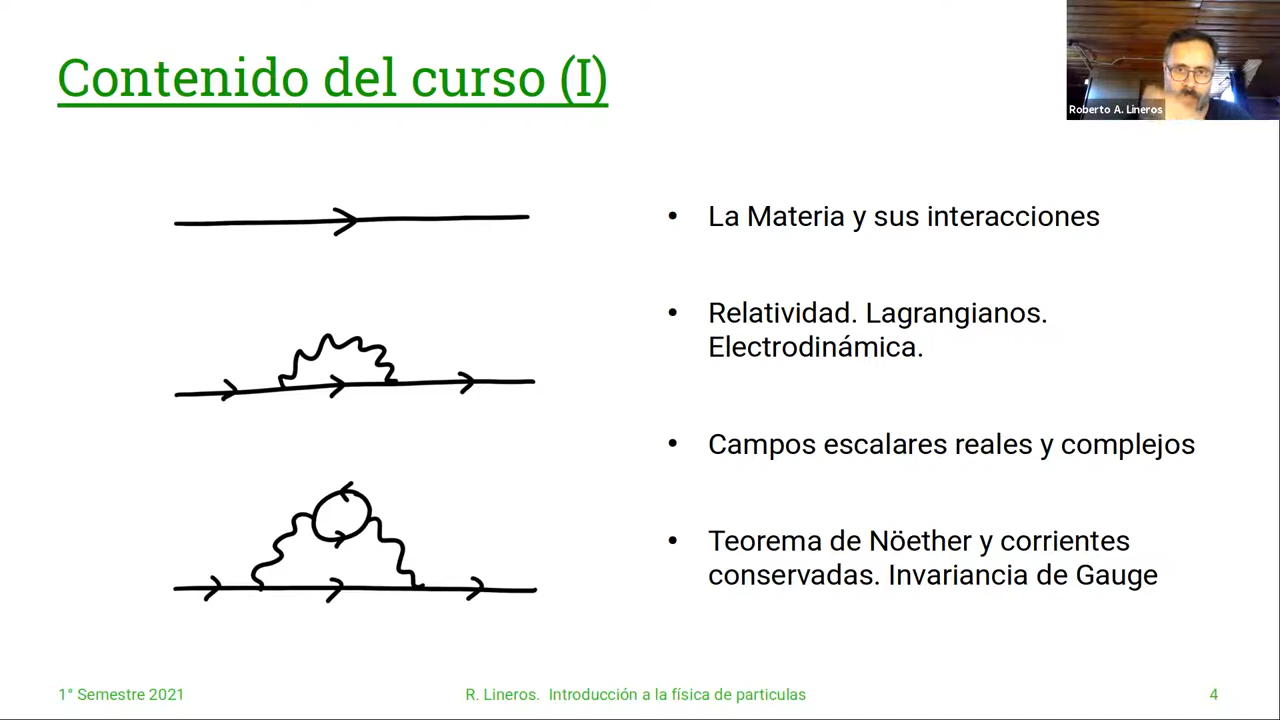 Contenido del curso (I)
Roberto A. Lineros
• La Materia y sus interacciones
• Relatividad. Lagrangianos.
Electrodinámica.
• Campos escalares reales y complejos
• Teorema de Nöether y corrientes
conservadas. Invariancia de Gauge
1° Semestre 2021
R. Lineros. Introducción a la física de particulas
4